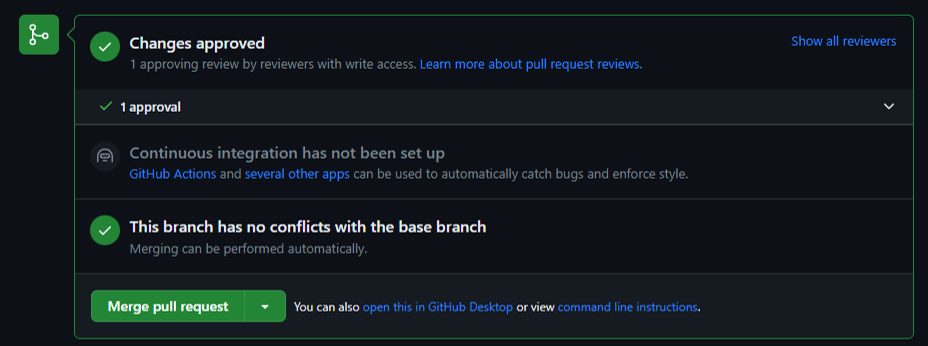 Changes approved
Show all reviewers
1 approving review by reviewers with write access. Learn more about pull request reviews.
1 approval
Continuous integration has not been set up
GitHub Actions and several other apps can be used to automatically catch bugs and enforce style.
This branch has no conflicts with the base branch
Merging can be performed automatically.
Merge pull request
You can also open this in GitHub Desktop or view command line instructions.